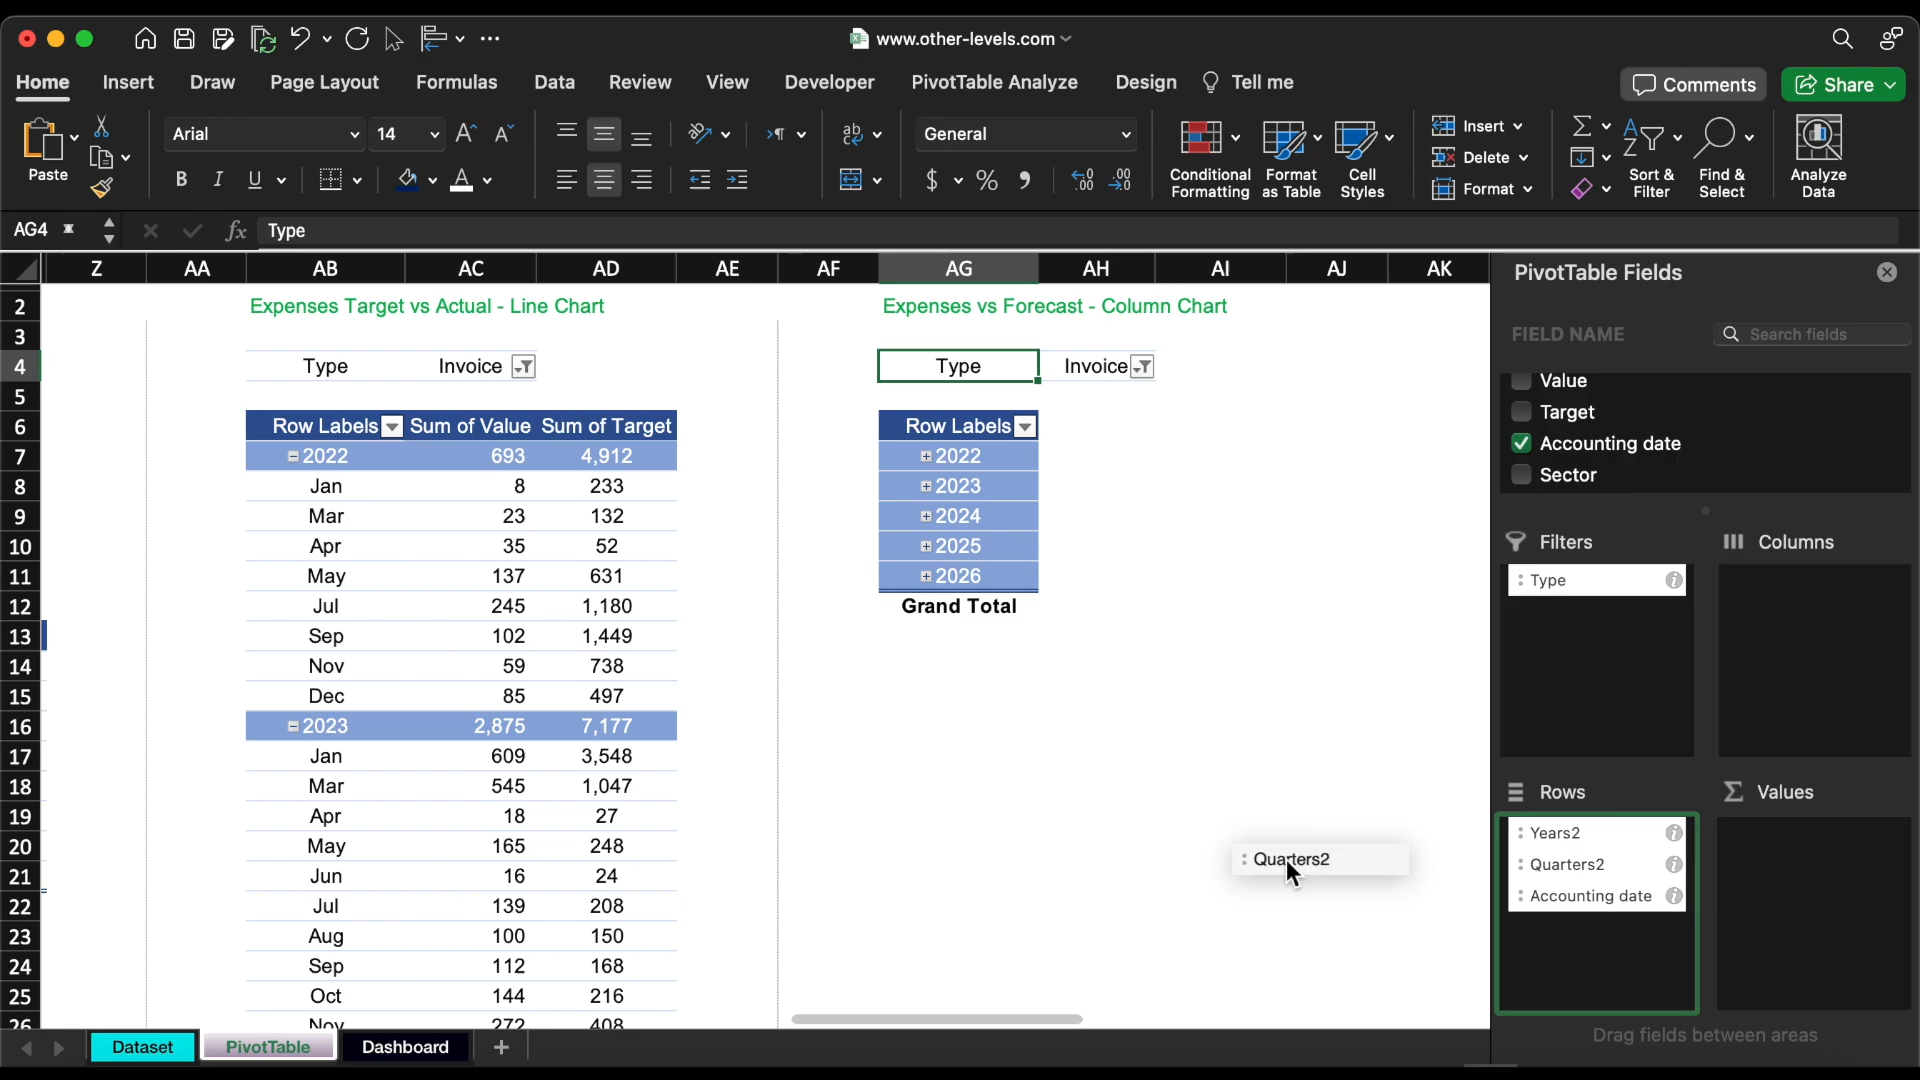 www.other-levels.com
Home Insert Draw Page Layout Formulas Data Review View Developer PivotTable Analyze Design Tell me Comments Share
Paste
Arial 14
B I U
ab
General
$ % ,
.00
.00
Conditional Formatting
Format as Table
Cell Styles
Insert
Delete
Format
Sort & Filter
Find & Select
Analyze Data
AG4 fx Type
Z AA AB AC AD AE AF AG AH AI AJ AK
2 Expenses Target vs Actual - Line Chart Expenses vs Forecast - Column Chart
3
4 Type Invoice Type Invoice
5
6 Row Labels Sum of Value Sum of Target Row Labels
7 2022 693 4,912 2022
8 Jan 8 233 2023
9 Mar 23 132 2024
10 Apr 35 52 2025
11 May 137 631 2026
12 Jul 245 1,180 Grand Total
13 Sep 102 1,449
14 Nov 59 738
15 Dec 85 497
16 2023 2,875 7,177
17 Jan 609 3,548
18 Mar 545 1,047
19 Apr 18 27
20 May 165 248
21 Jun 16 24
22 Jul 139 208
23 Aug 100 150
24 Sep 112 168
25 Oct 144 216
26 Nov 272 408
Quarters2
PivotTable Fields
FIELD NAME Search fields
Value
Target
Accounting date
Sector
Filters Columns
Type
Rows Values
Years2
Quarters2
Accounting date
Drag fields between areas
Dataset PivotTable Dashboard +